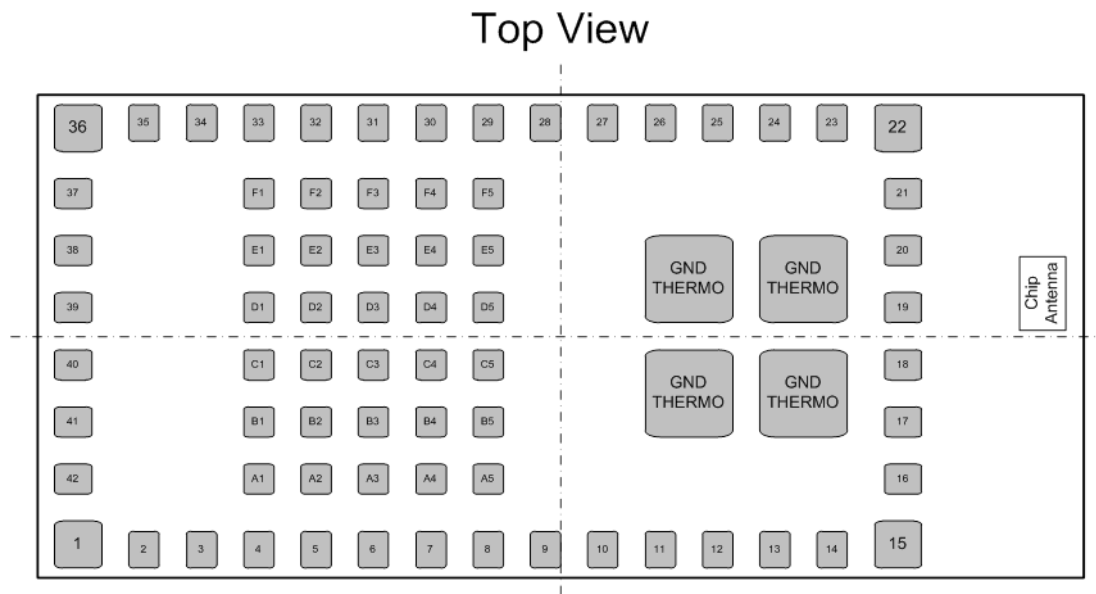 Top View
36 35 34 33 32 31 30 29 28 27 26 25 24 23 22
37 F1 F2 F3 F4 F5 21
38 E1 E2 E3 E4 E5 20
GND THERMO GND THERMO
Chip Antenna
39 D1 D2 D3 D4 D5 19
40 C1 C2 C3 C4 C5 18
GND THERMO GND THERMO
41 B1 B2 B3 B4 B5 17
42 A1 A2 A3 A4 A5 16
1 2 3 4 5 6 7 8 9 10 11 12 13 14 15